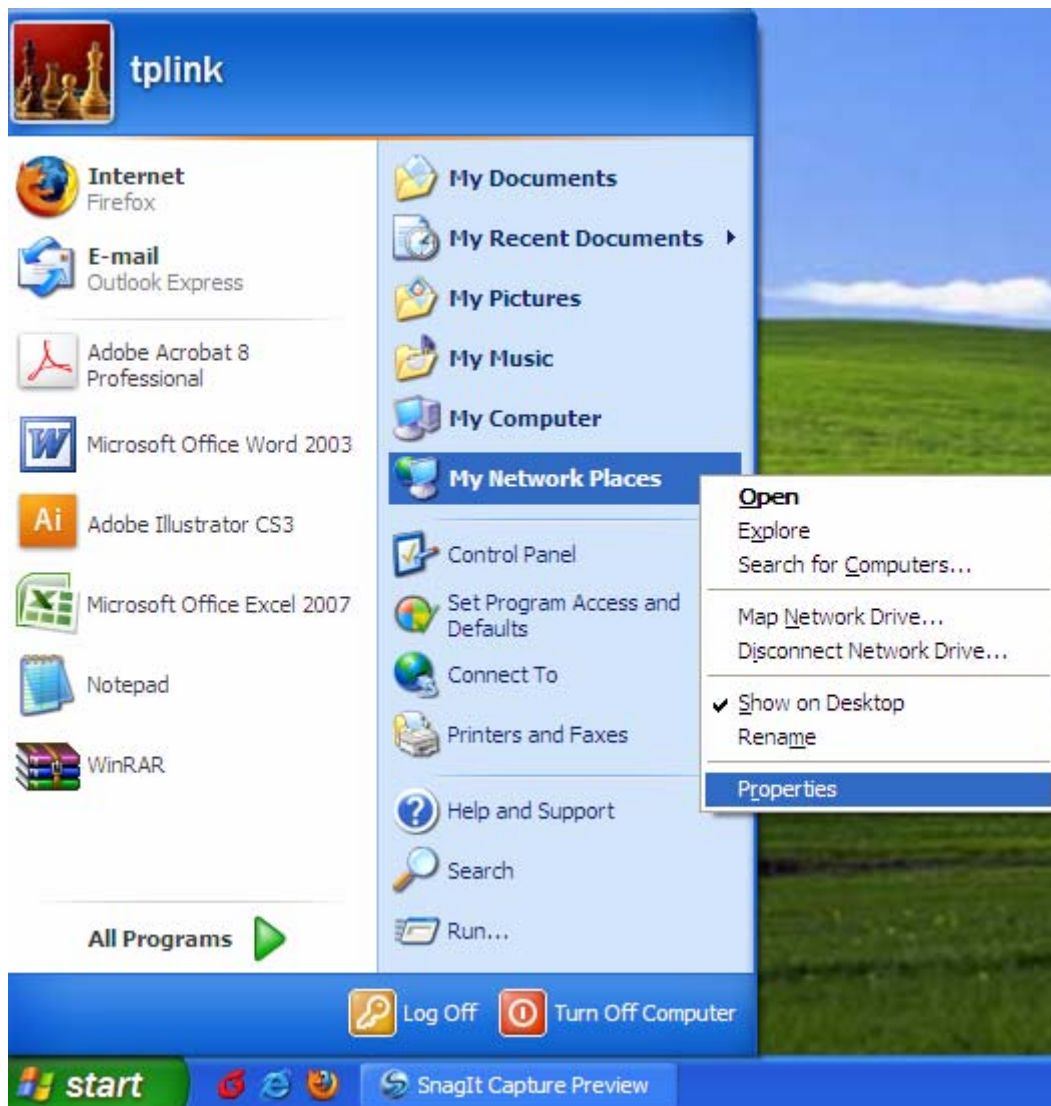 tplink
Internet
Firefox
E-mail
Outlook Express
Adobe Acrobat 8
Professional
Microsoft Office Word 2003
Ai
Adobe Illustrator CS3
Microsoft Office Excel 2007
Notepad
WinRAR
All Programs
My Documents
My Recent Documents
My Pictures
My Music
My Computer
My Network Places
Control Panel
Set Program Access and
Defaults
Connect To
Printers and Faxes
Help and Support
Search
Run...
Open
Explore
Search for Computers...
Map Network Drive...
Disconnect Network Drive...
Show on Desktop
Rename
Properties
Log Off
Turn Off Computer
start
SnagIt Capture Preview